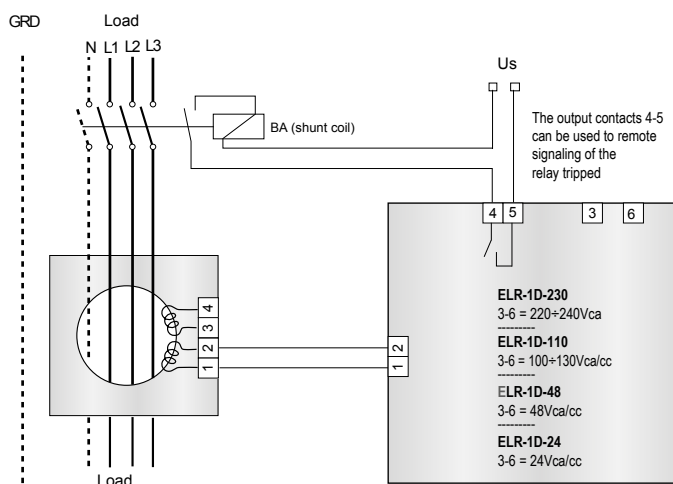 GRD
Load
N L1 L2 L3
Us
BA (shunt coil)
The output contacts 4-5
can be used to remote
signaling of the
relay tripped
4 5 3 6
ELR-1D-230
3-6 = 220÷240Vca
---------
ELR-1D-110
3-6 = 100÷130Vca/cc
---------
ELR-1D-48
3-6 = 48Vca/cc
---------
ELR-1D-24
3-6 = 24Vca/cc
4
3
2
1
2
1
Load